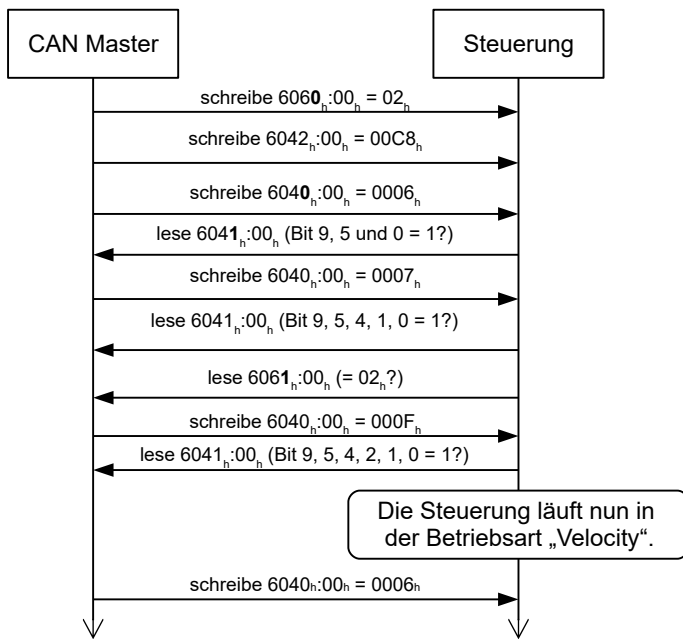 CAN Master
Steuerung
schreibe 6060ₕ:00ₕ = 02ₕ
schreibe 6042ₕ:00ₕ = 00C8ₕ
schreibe 6040ₕ:00ₕ = 0006ₕ
lese 6041ₕ:00ₕ (Bit 9, 5 und 0 = 1?)
schreibe 6040ₕ:00ₕ = 0007ₕ
lese 6041ₕ:00ₕ (Bit 9, 5, 4, 1, 0 = 1?)
lese 6061ₕ:00ₕ (= 02ₕ?)
schreibe 6040ₕ:00ₕ = 000Fₕ
lese 6041ₕ:00ₕ (Bit 9, 5, 4, 2, 1, 0 = 1?)
Die Steuerung läuft nun in
der Betriebsart „Velocity“.
schreibe 6040ₕ:00ₕ = 0006ₕ